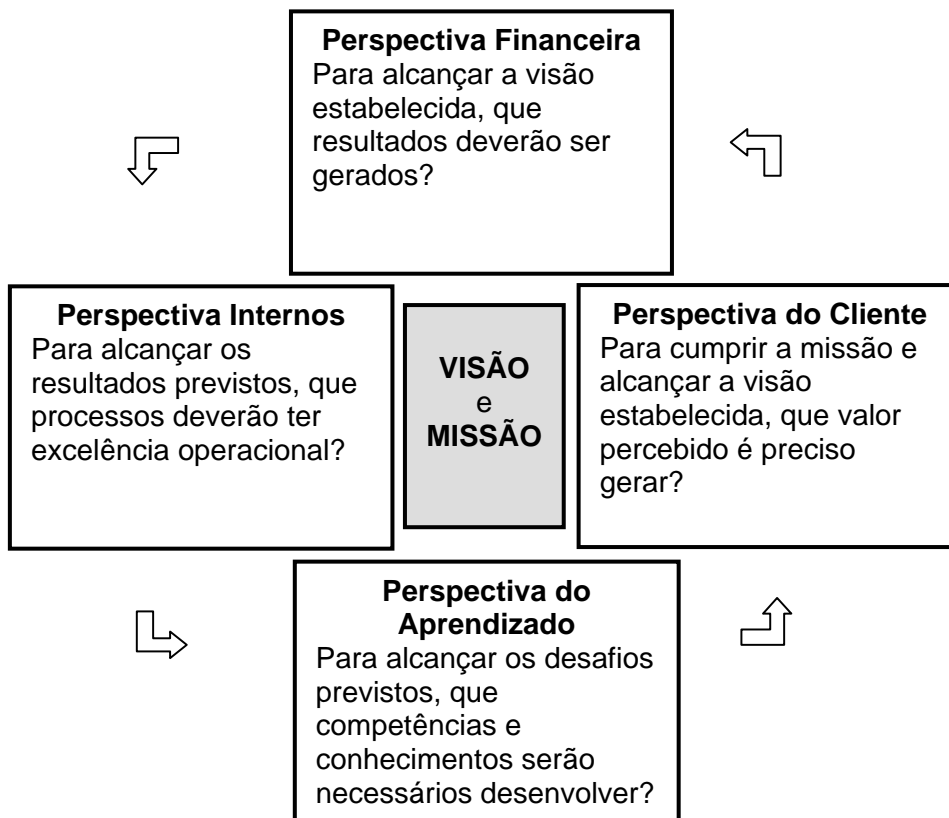 Perspectiva Financeira
Para alcançar a visão
estabelecida, que
resultados deverão ser
gerados?
Perspectiva Internos
Para alcançar os
resultados previstos, que
processos deverão ter
excelência operacional?
VISÃO
e
MISSÃO
Perspectiva do Cliente
Para cumprir a missão e
alcançar a visão
estabelecida, que valor
percebido é preciso
gerar?
Perspectiva do
Aprendizado
Para alcançar os desafios
previstos, que
competências e
conhecimentos serão
necessários desenvolver?